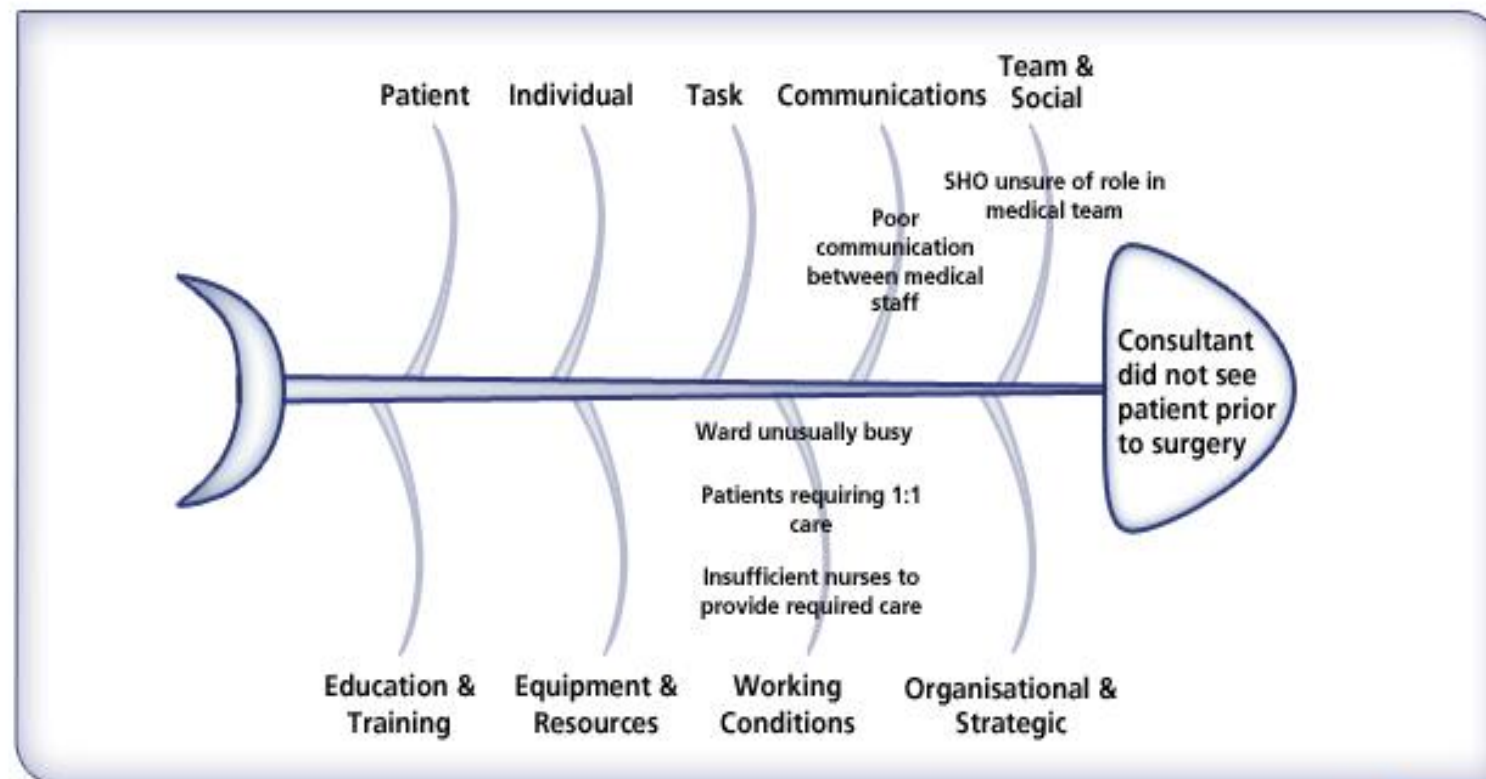 Patient
Individual
Task
Communications
Team &
Social
SHO unsure of role in
medical team
Poor
communication
between medical
staff
Consultant
did not see
patient prior
to surgery
Ward unusually busy
Patients requiring 1:1
care
Insufficient nurses to
provide required care
Education &
Training
Equipment &
Resources
Working
Conditions
Organisational &
Strategic